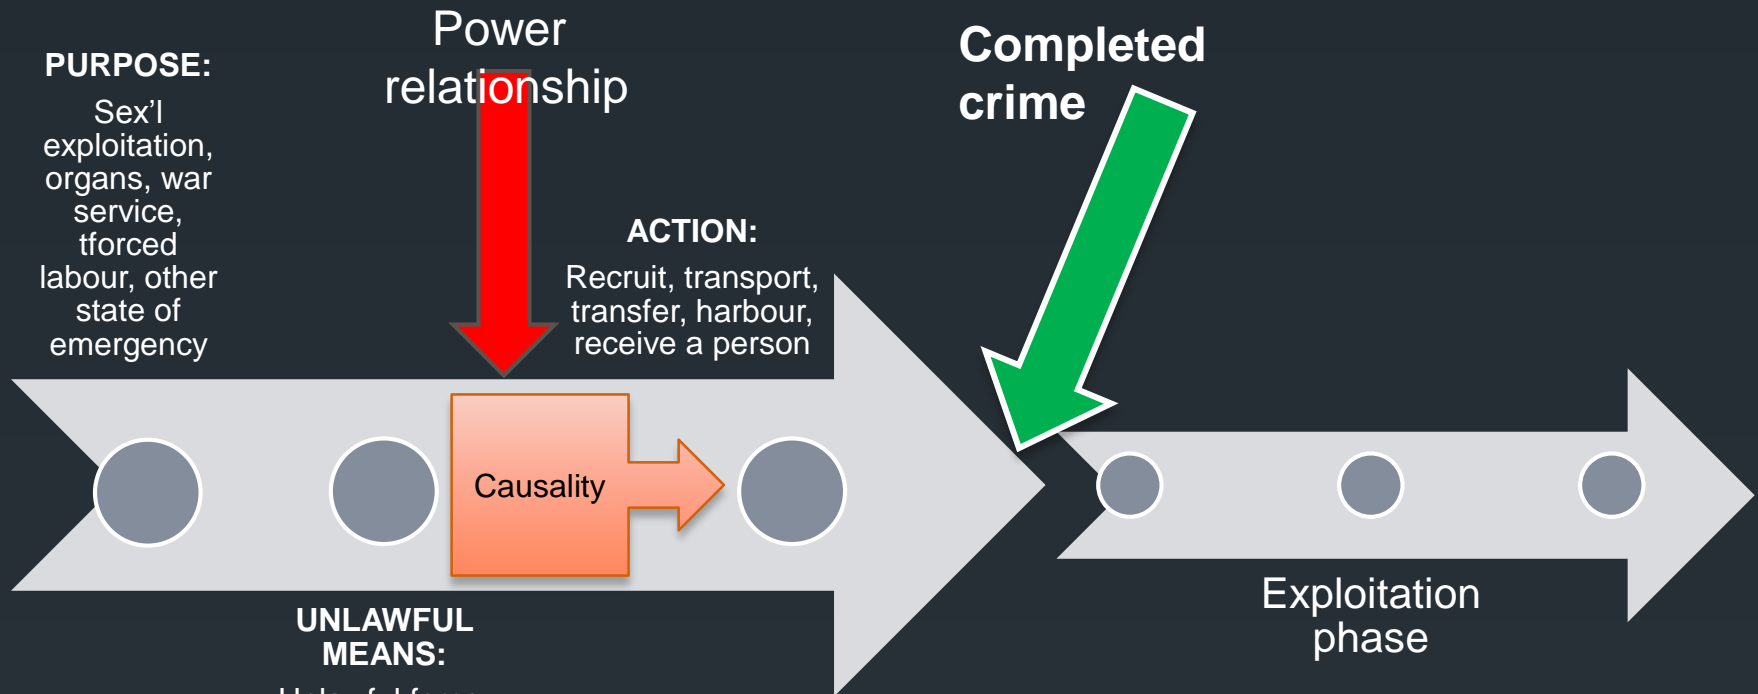 PURPOSE:
Sex’l
exploitation,
organs, war
service,
tforced
labour, other
state of
emergency
Power
relationship
ACTION:
Recruit, transport,
transfer, harbour,
receive a person
Completed
crime
Causality
UNLAWFUL
MEANS:
Exploitation
phase